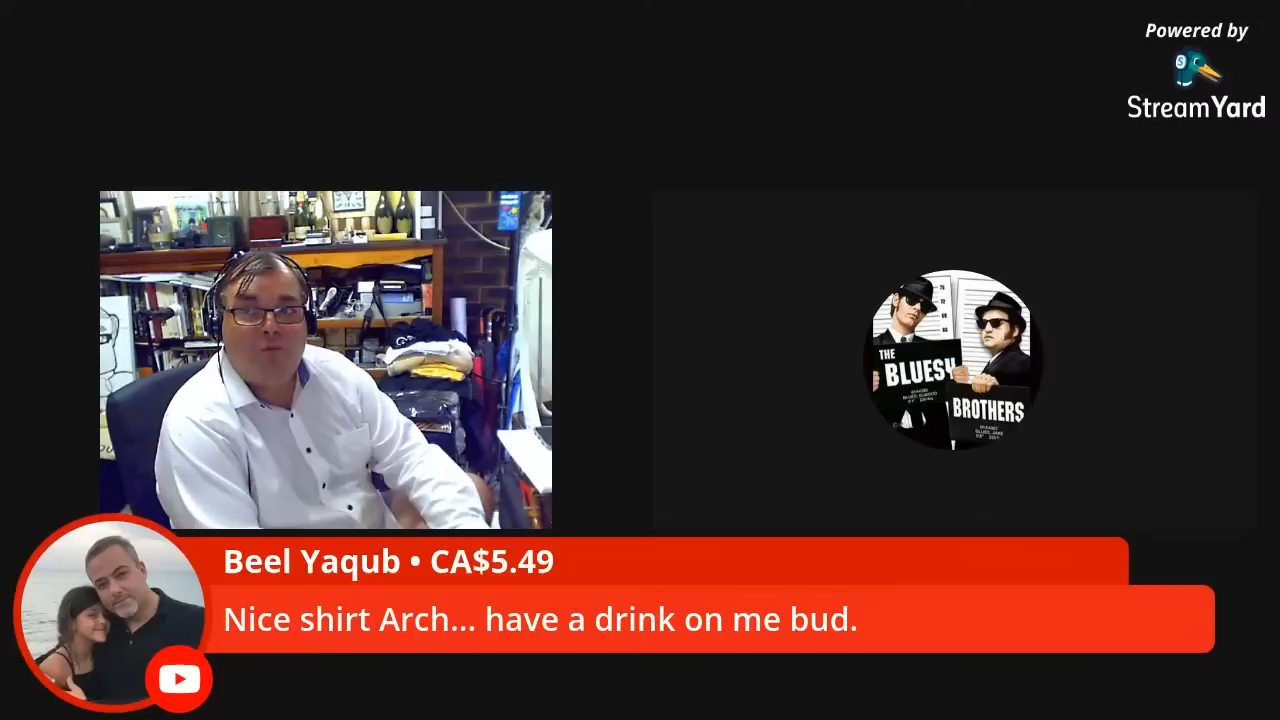 Powered by
S
StreamYard
THE
BLUESY
BROTHERS
Beel Yaqub • CA$5.49
Nice shirt Arch... have a drink on me bud.